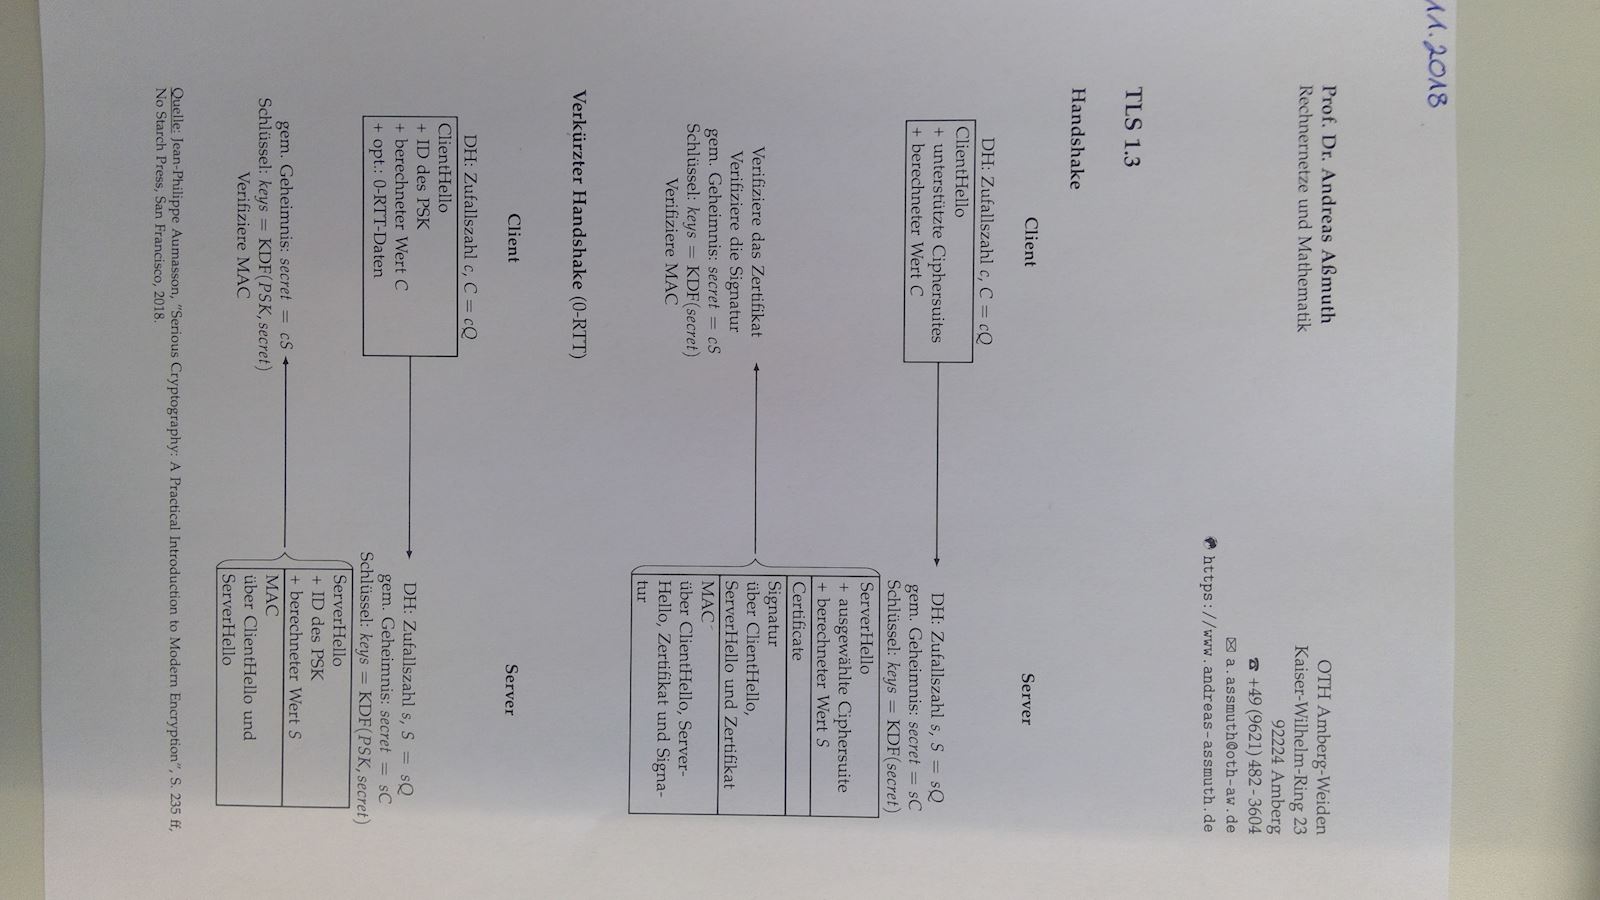 11.2018
Prof. Dr. Andreas Aßmuth
Rechnernetze und Mathematik
OTH Amberg-Weiden
Kaiser-Wilhelm-Ring 23
92224 Amberg
☎ +49 (9621) 482 - 3604
✉ a.assmuth@oth-aw.de
https://www.andreas-assmuth.de
TLS 1.3
Handshake
Client
Server
DH: Zufallszahl c, C = cQ
ClientHello
+ unterstütze Ciphersuites
+ berechneter Wert C
DH: Zufallszahl s, S = sQ
gem. Geheimnis: secret = sC
Schlüssel: keys = KDF(secret)
ServerHello
+ ausgewählte Ciphersuite
+ berechneter Wert S
Certificate
Signatur
über ClientHello,
ServerHello und Zertifikat
MAC
über ClientHello, Server-
Hello, Zertifikat und Signa-
tur
Verifiziere das Zertifikat
Verifiziere die Signatur
gem. Geheimnis: secret = cS
Schlüssel: keys = KDF(secret)
Verifiziere MAC
Verkürzter Handshake (0-RTT)
Client
Server
DH: Zufallszahl c, C = cQ
ClientHello
+ ID des PSK
+ berechneter Wert C
+ opt.: 0-RTT-Daten
DH: Zufallszahl s, S = sQ
gem. Geheimnis: secret = sC
Schlüssel: keys = KDF(PSK, secret)
ServerHello
+ ID des PSK
+ berechneter Wert S
MAC
über ClientHello und
ServerHello
gem. Geheimnis: secret = cS
Schlüssel: keys = KDF(PSK, secret)
Verifiziere MAC
Quelle: Jean-Philippe Aumasson, "Serious Cryptography: A Practical Introduction to Modern Encryption", S. 235 ff,
No Starch Press, San Francisco, 2018.